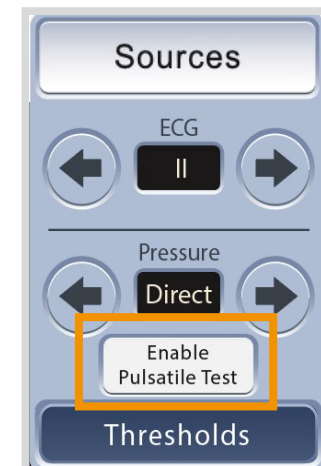 Sources
ECG
II
Pressure
Direct
Enable
Pulsatile Test
Thresholds